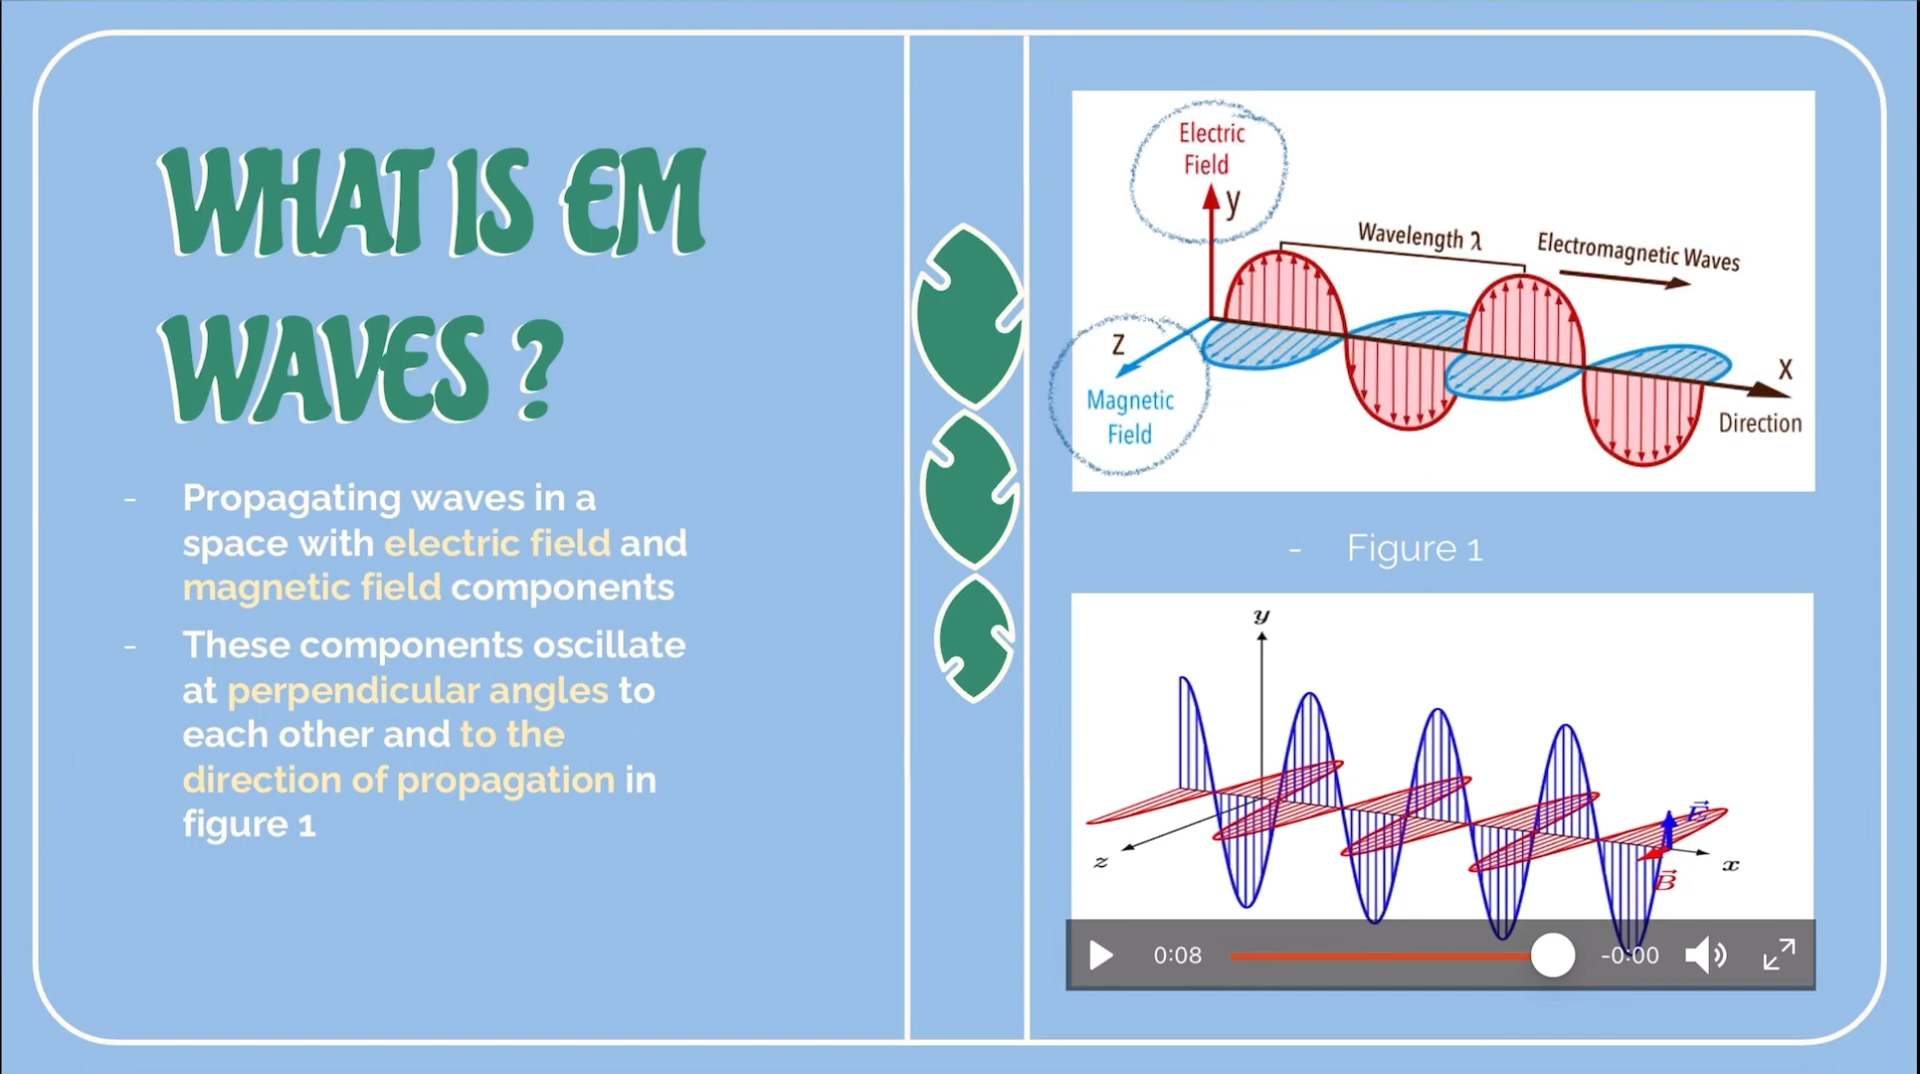 WHAT IS EM
WAVES ?
- Propagating waves in a
space with electric field and
magnetic field components
- These components oscillate
at perpendicular angles to
each other and to the
direction of propagation in
figure 1
Electric
Field
y
Wavelength λ
Electromagnetic Waves
z
Magnetic
Field
x
Direction
- Figure 1
y
z
E⃗
x
B⃗
0:08
-0:00